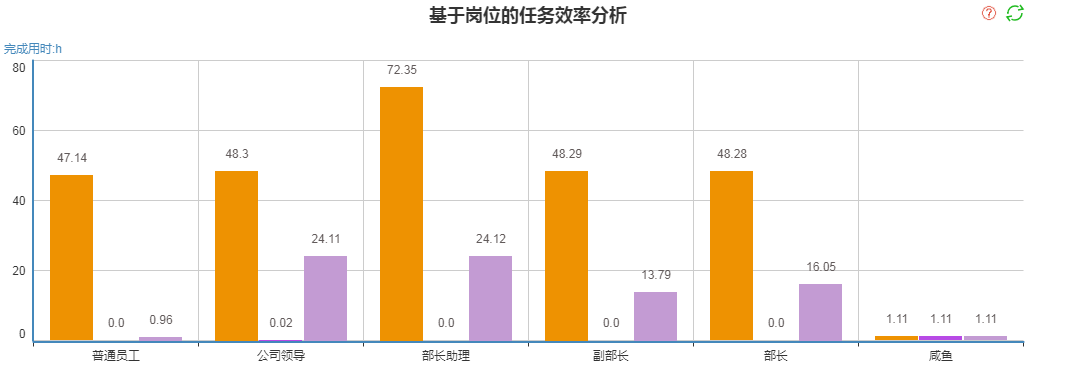 基于岗位的任务效率分析
完成用时:h
80
60
40
20
0
47.14
0.0
0.96
48.3
0.02
24.11
72.35
0.0
24.12
48.29
0.0
13.79
48.28
0.0
16.05
1.11
1.11
1.11
普通员工
公司领导
部长助理
副部长
部长
咸鱼